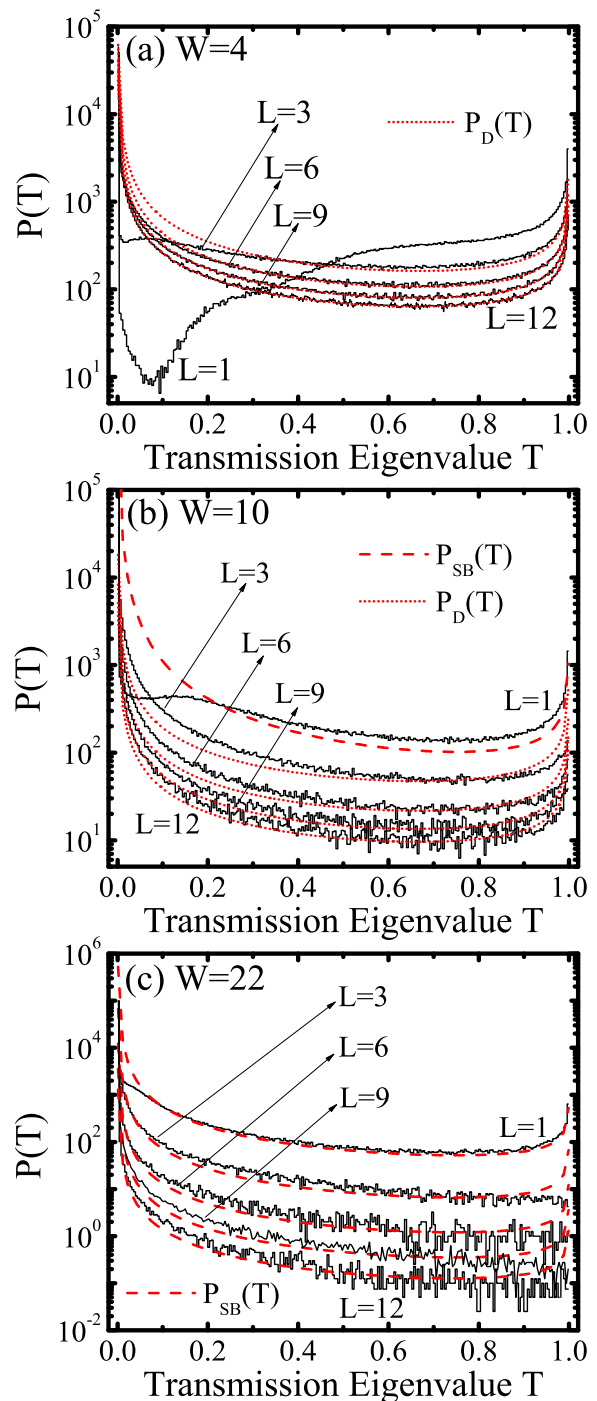 (a) W=4
10^5
10^4
10^3
10^2
10^1
P(T)
L=3
L=6
L=9
P_D(T)
L=1
L=12
0.0 0.2 0.4 0.6 0.8 1.0
Transmission Eigenvalue T
(b) W=10
10^5
10^4
10^3
10^2
10^1
P(T)
P_SB(T)
P_D(T)
L=3
L=6
L=9
L=1
L=12
0.0 0.2 0.4 0.6 0.8 1.0
Transmission Eigenvalue T
(c) W=22
10^6
10^4
10^2
10^0
10^-2
P(T)
L=3
L=6
L=9
L=1
P_SB(T)
L=12
0.0 0.2 0.4 0.6 0.8 1.0
Transmission Eigenvalue T